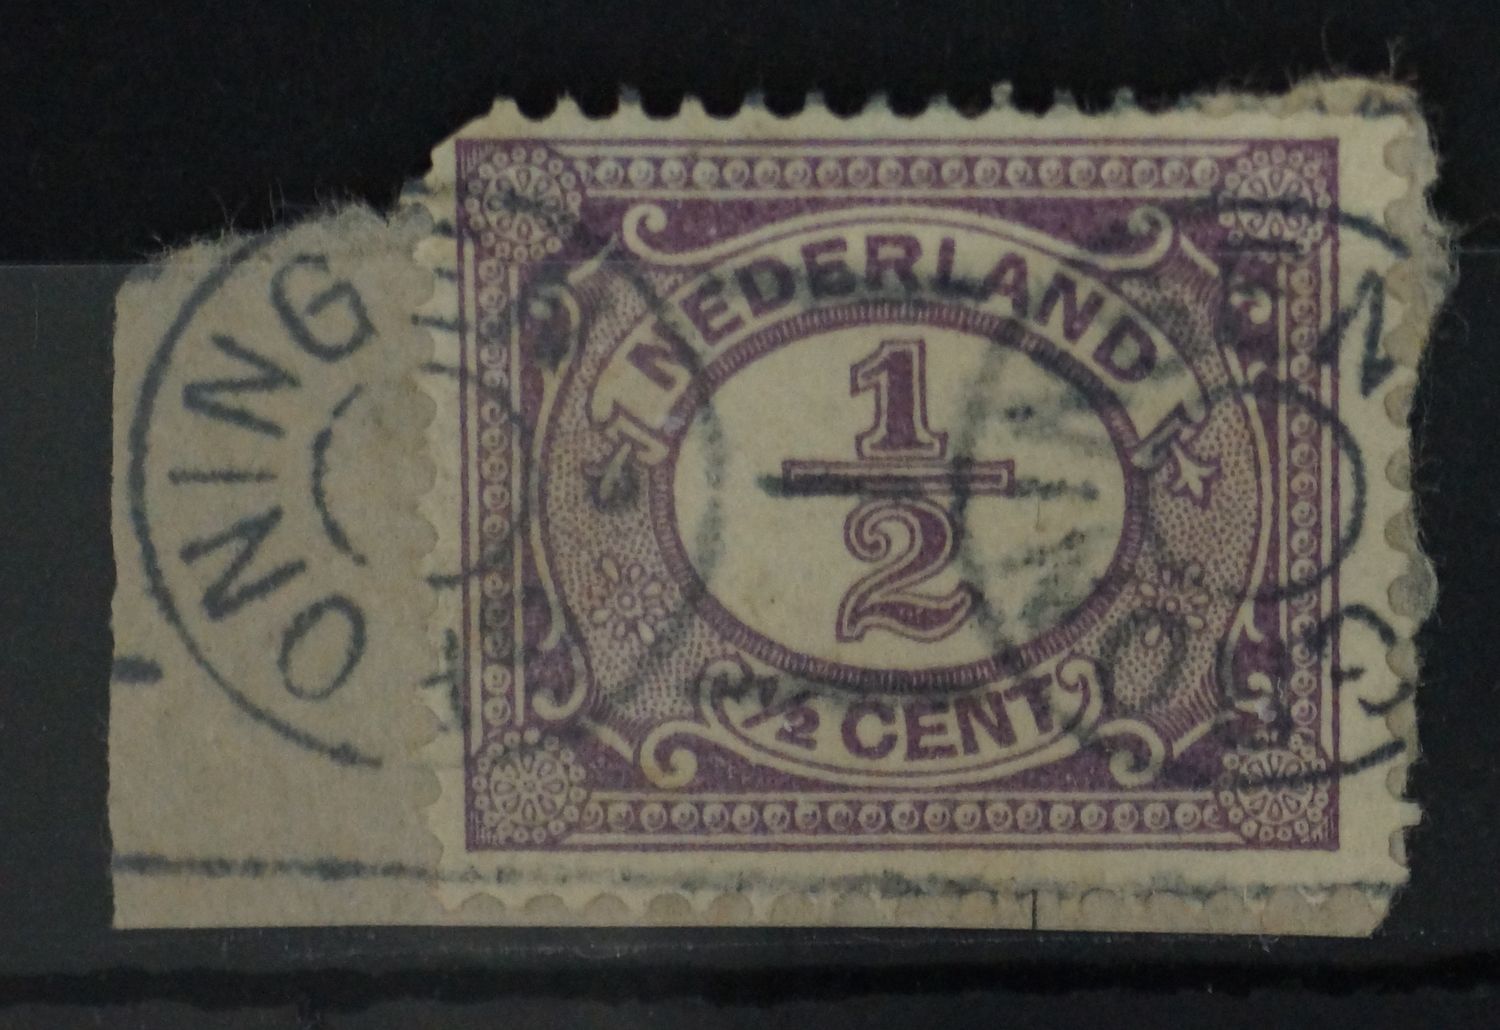 NEDERLAND
1/2
½ CENT
ONING